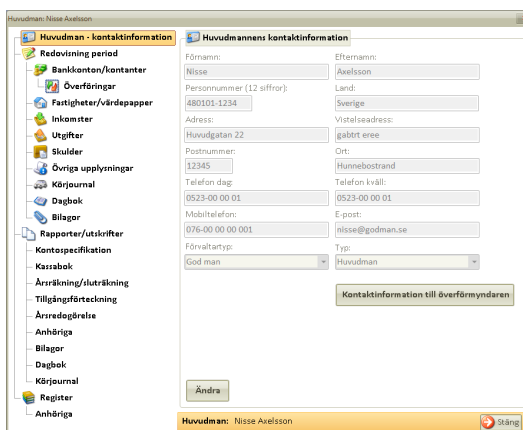 Huvudman: Nisse Axelsson
Huvudman - kontaktinformation
Redovisning period
Bankkonton/kontanter
Överföringar
Fastigheter/värdepapper
Inkomster
Utgifter
Skulder
Övriga upplysningar
Körjournal
Dagbok
Bilagor
Rapporter/utskrifter
Kontospecifikation
Kassabok
Årsräkning/sluträkning
Tillgångsförteckning
Årsredogörelse
Anhöriga
Bilagor
Dagbok
Körjournal
Register
Anhöriga
Huvudmannens kontaktinformation
Förnamn: Efternamn:
Nisse Axelsson
Personnummer (12 siffror): Land:
480101-1234 Sverige
Adress: Vistelseadress:
Huvudgatan 22 gabtrt eree
Postnummer: Ort:
12345 Hunnebostrand
Telefon dag: Telefon kväll:
0523-00 00 01 0523-00 00 01
Mobiltelefon: E-post:
076-00 00 00 001 nisse@godman.se
Förvaltartyp: Typ:
God man Huvudman
Kontaktinformation till överförmyndaren
Ändra
Huvudman: Nisse Axelsson
Stäng